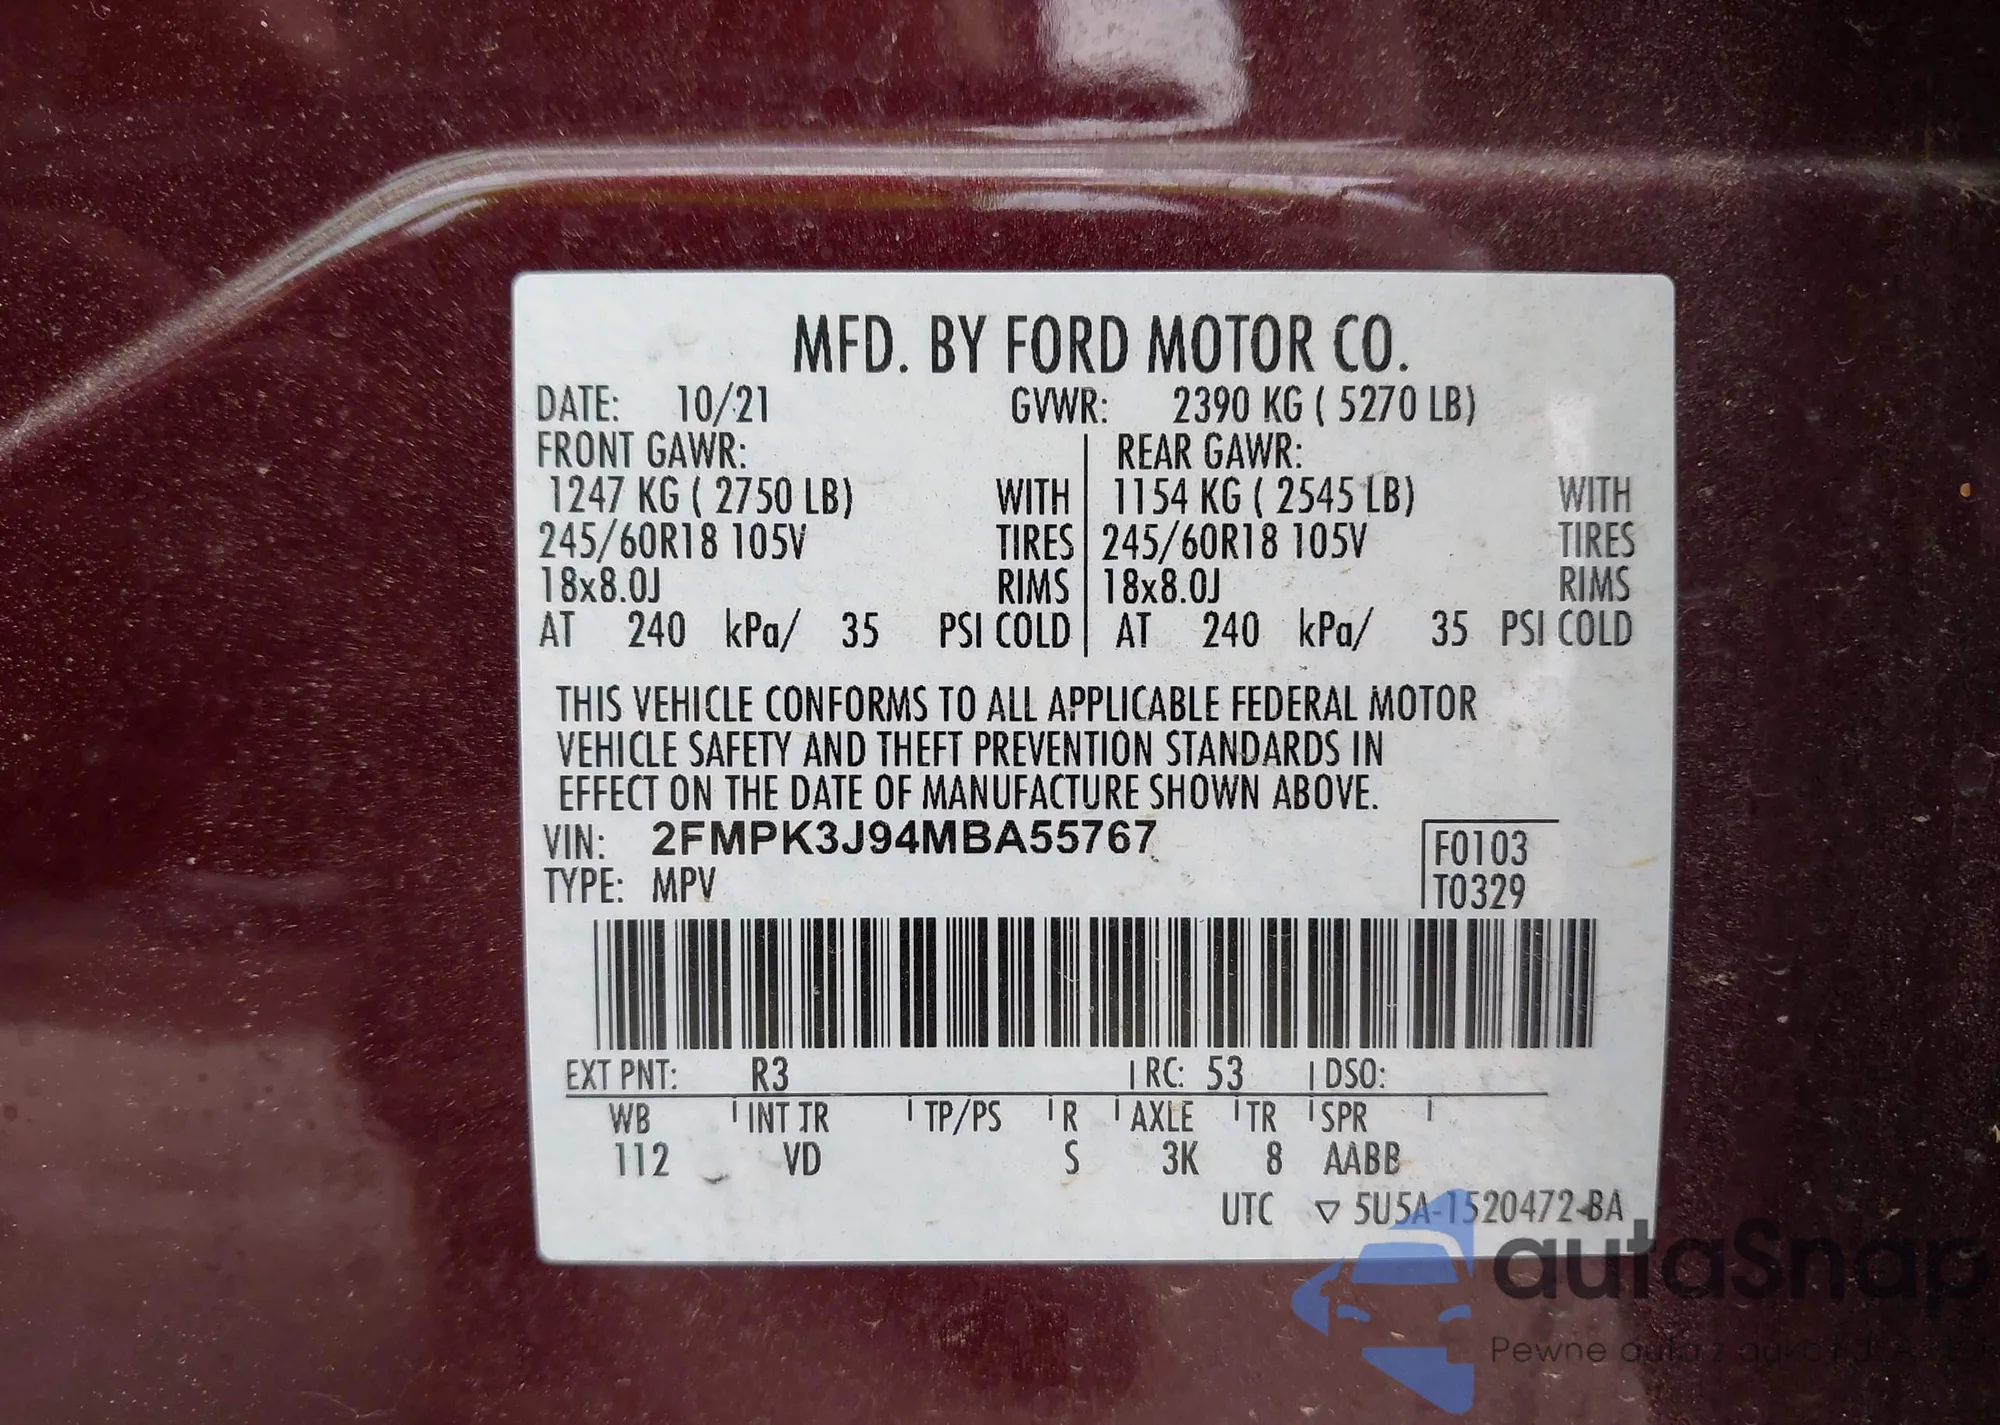 MFD. BY FORD MOTOR CO.
DATE: 10/21 GVWR: 2390 KG ( 5270 LB)
FRONT GAWR: REAR GAWR:
1247 KG ( 2750 LB) WITH 1154 KG ( 2545 LB) WITH
245/60R18 105V TIRES 245/60R18 105V TIRES
18x8.0J RIMS 18x8.0J RIMS
AT 240 kPa/ 35 PSI COLD AT 240 kPa/ 35 PSI COLD
THIS VEHICLE CONFORMS TO ALL APPLICABLE FEDERAL MOTOR
VEHICLE SAFETY AND THEFT PREVENTION STANDARDS IN
EFFECT ON THE DATE OF MANUFACTURE SHOWN ABOVE.
VIN: 2FMPK3J94MBA55767 F0103
TYPE: MPV T0329
EXT PNT: R3 RC: 53 DSO:
WB INT TR TP/PS R AXLE TR SPR
112 VD S 3K 8 AABB
UTC ▽ 5U5A-1520472-BA
autaSnap
Pewne auta z aukcji